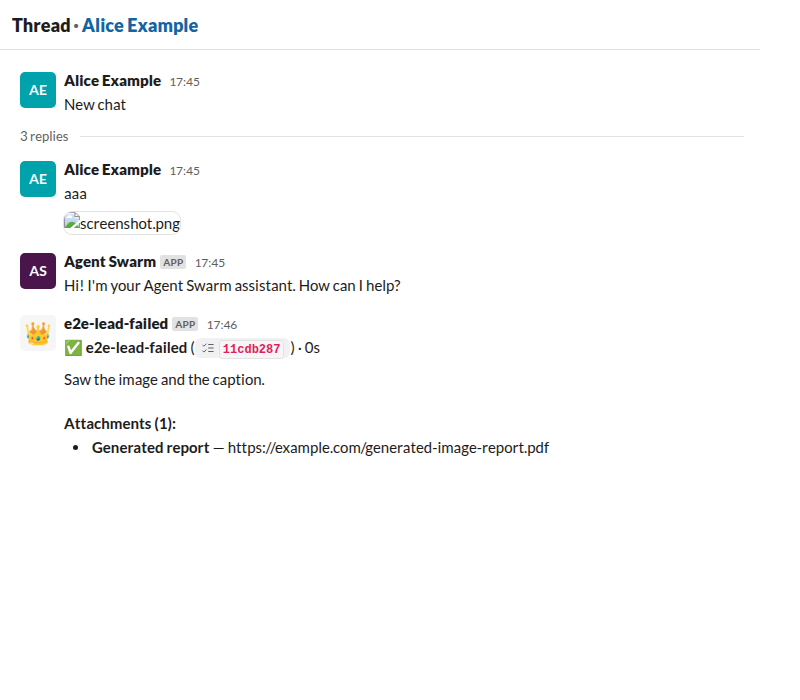 Thread • Alice Example
AE
Alice Example 17:45
New chat
3 replies
AE
Alice Example 17:45
aaa
screenshot.png
AS
Agent Swarm APP 17:45
Hi! I'm your Agent Swarm assistant. How can I help?
e2e-lead-failed APP 17:46
✅ e2e-lead-failed ( 11cdb287 ) · 0s
Saw the image and the caption.
Attachments (1):
• Generated report — https://example.com/generated-image-report.pdf